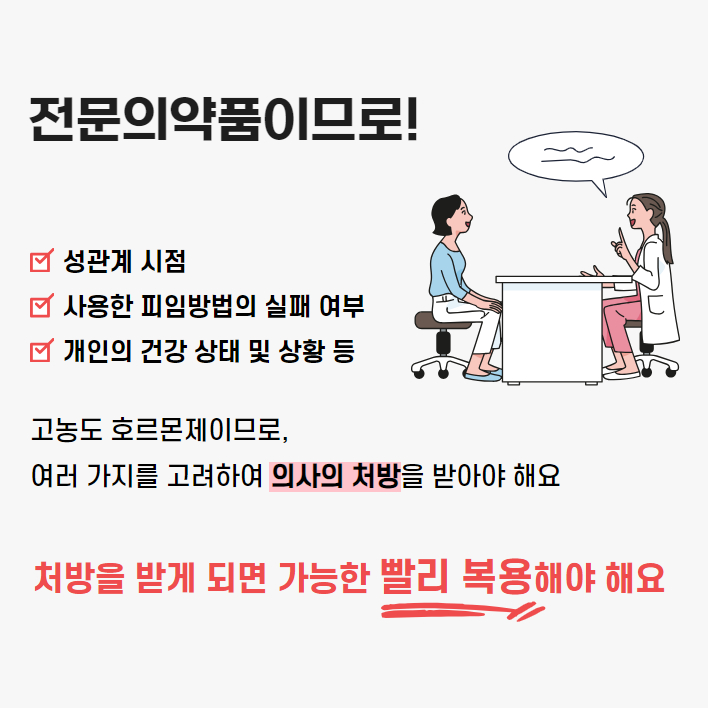 전문의약품이므로!
성관계 시점
사용한 피임방법의 실패 여부
개인의 건강 상태 및 상황 등
고농도 호르몬제이므로,
여러 가지를 고려하여 의사의 처방을 받아야 해요
처방을 받게 되면 가능한 빨리 복용해야 해요